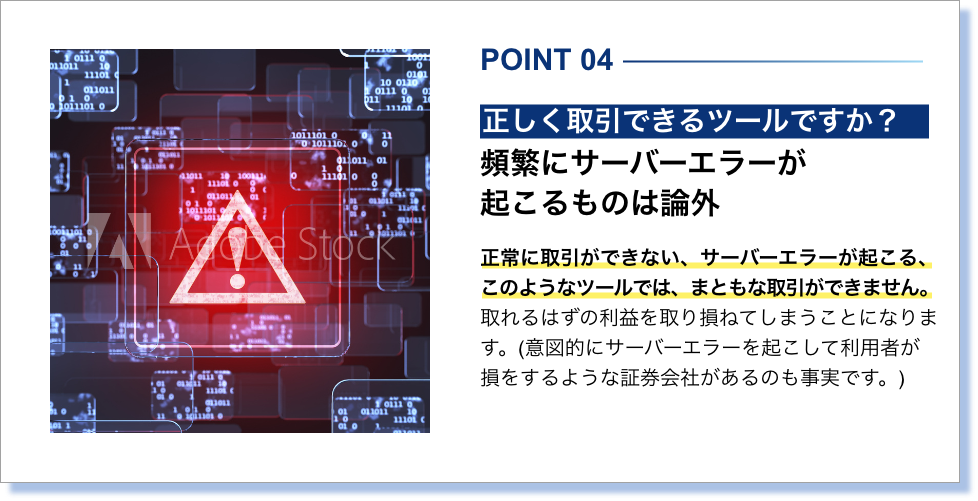 POINT 04
正しく取引できるツールですか？
頻繁にサーバーエラーが
起こるものは論外
正常に取引ができない、サーバーエラーが起こる、
このようなツールでは、まともな取引ができません。
取れるはずの利益を取り損ねてしまうことになりま
す。(意図的にサーバーエラーを起こして利用者が
損をするような証券会社があるのも事実です。)
Adobe Stock